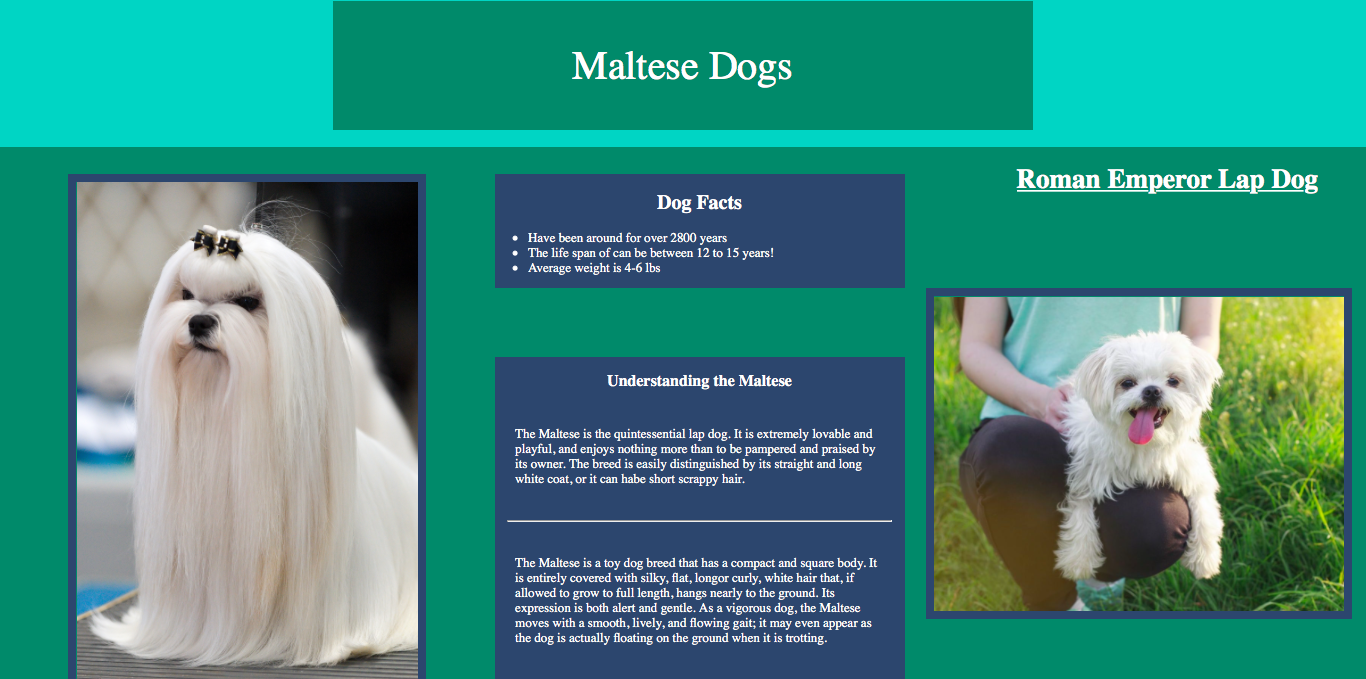 Maltese Dogs
Dog Facts
Have been around for over 2800 years
The life span of can be between 12 to 15 years!
Average weight is 4-6 lbs
Understanding the Maltese
The Maltese is the quintessential lap dog. It is extremely lovable and
playful, and enjoys nothing more than to be pampered and praised by
its owner. The breed is easily distinguished by its straight and long
white coat, or it can habe short scrappy hair.
The Maltese is a toy dog breed that has a compact and square body. It
is entirely covered with silky, flat, longor curly, white hair that, if
allowed to grow to full length, hangs nearly to the ground. Its
expression is both alert and gentle. As a vigorous dog, the Maltese
moves with a smooth, lively, and flowing gait; it may even appear as
the dog is actually floating on the ground when it is trotting.
Roman Emperor Lap Dog